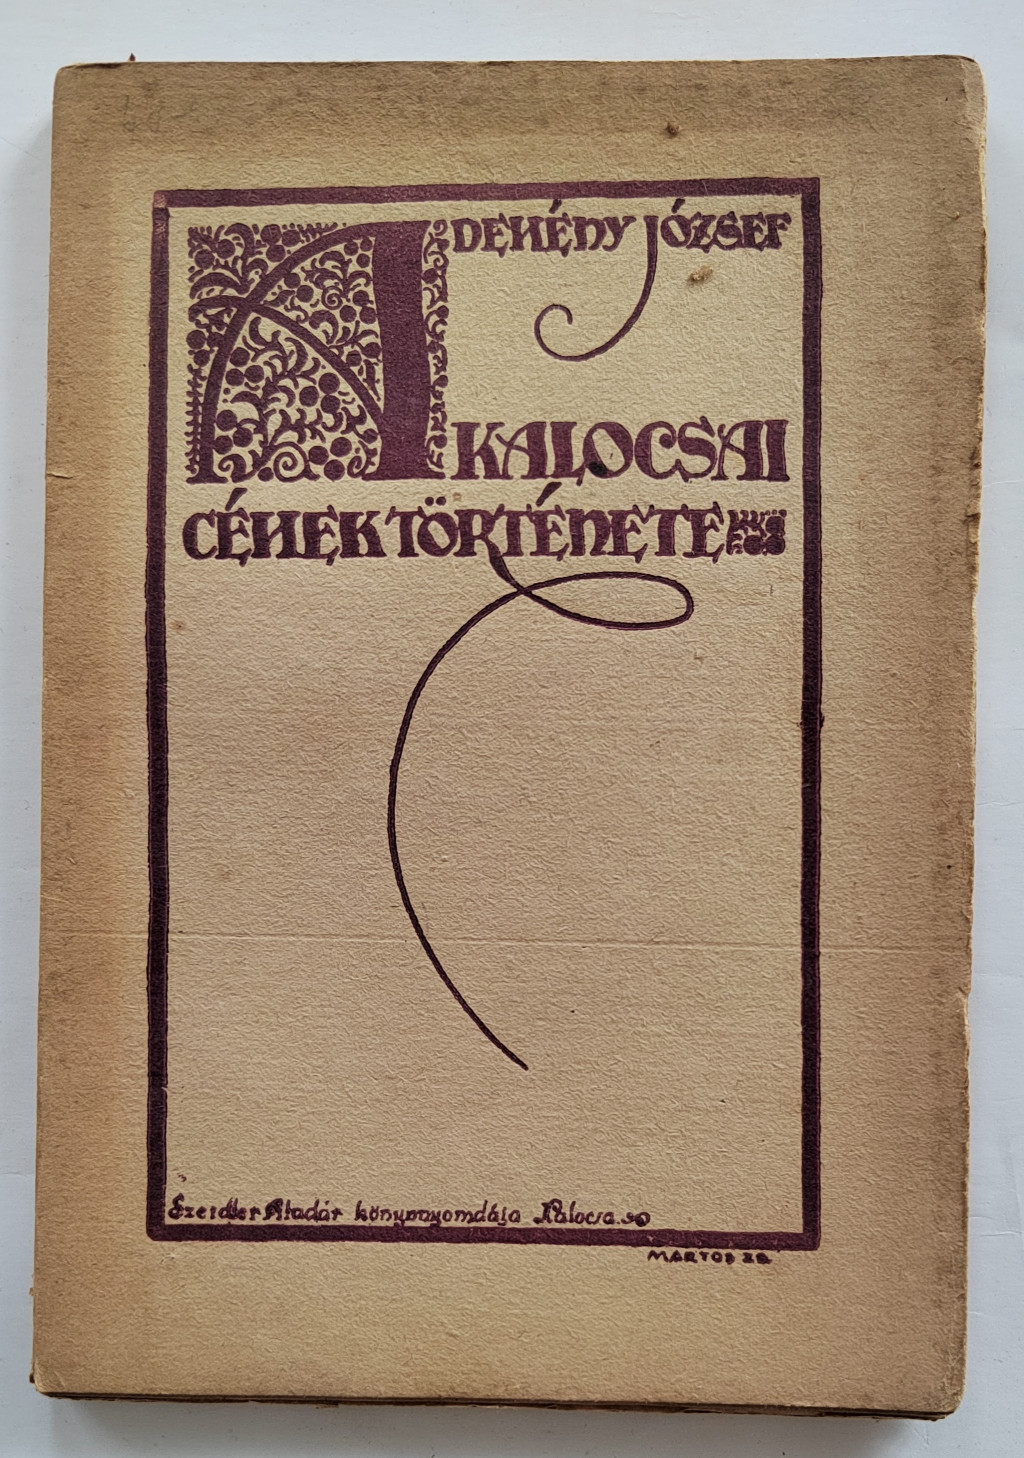 DEHÉNY JÓZSEF
A KALOCSAI
CÉHEK TÖRTÉNETE
Szeidler Aladár könyvnyomdája Kalocsa.
MARTOS